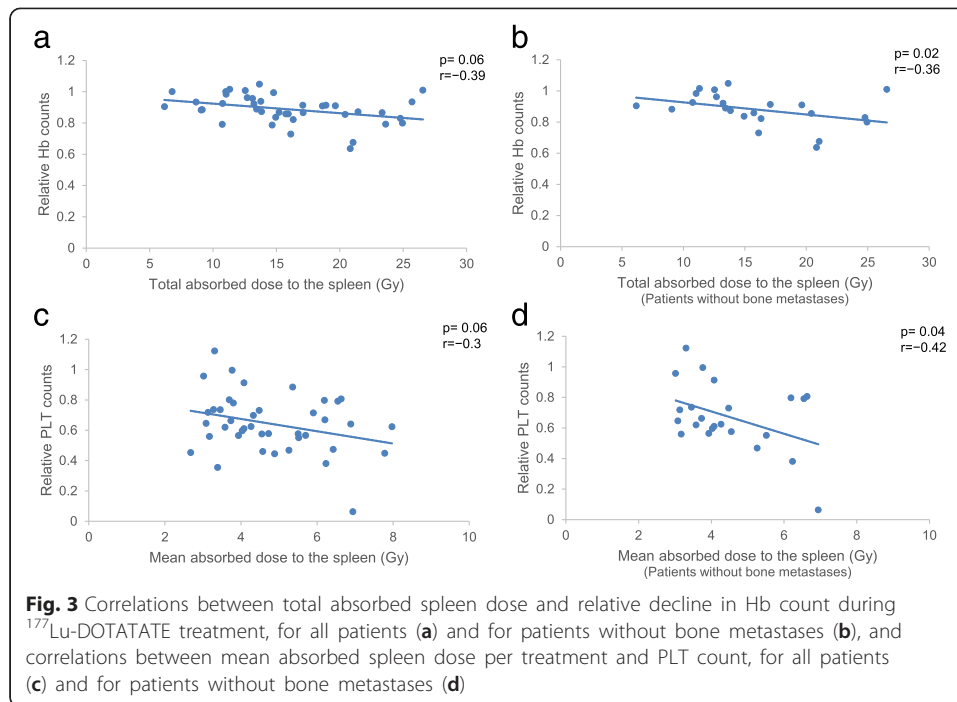 a
p= 0.06
r=−0.39
1.2
1
0.8
0.6
0.4
0.2
0
Relative Hb counts
0 5 10 15 20 25 30
Total absorbed dose to the spleen (Gy)
b
p= 0.02
r=−0.36
1.2
1
0.8
0.6
0.4
0.2
0
Relative Hb counts
0 5 10 15 20 25 30
Total absorbed dose to the spleen (Gy)
(Patients without bone metastases)
c
p= 0.06
r=−0.3
1.2
1
0.8
0.6
0.4
0.2
0
Relative PLT counts
0 2 4 6 8 10
Mean absorbed dose to the spleen (Gy)
d
p= 0.04
r=−0.42
1.2
1
0.8
0.6
0.4
0.2
0
Relative PLT counts
0 2 4 6 8 10
Mean absorbed dose to the spleen (Gy)
(Patients without bone metastases)
Fig. 3 Correlations between total absorbed spleen dose and relative decline in Hb count during
¹⁷⁷Lu-DOTATATE treatment, for all patients (a) and for patients without bone metastases (b), and
correlations between mean absorbed spleen dose per treatment and PLT count, for all patients
(c) and for patients without bone metastases (d)